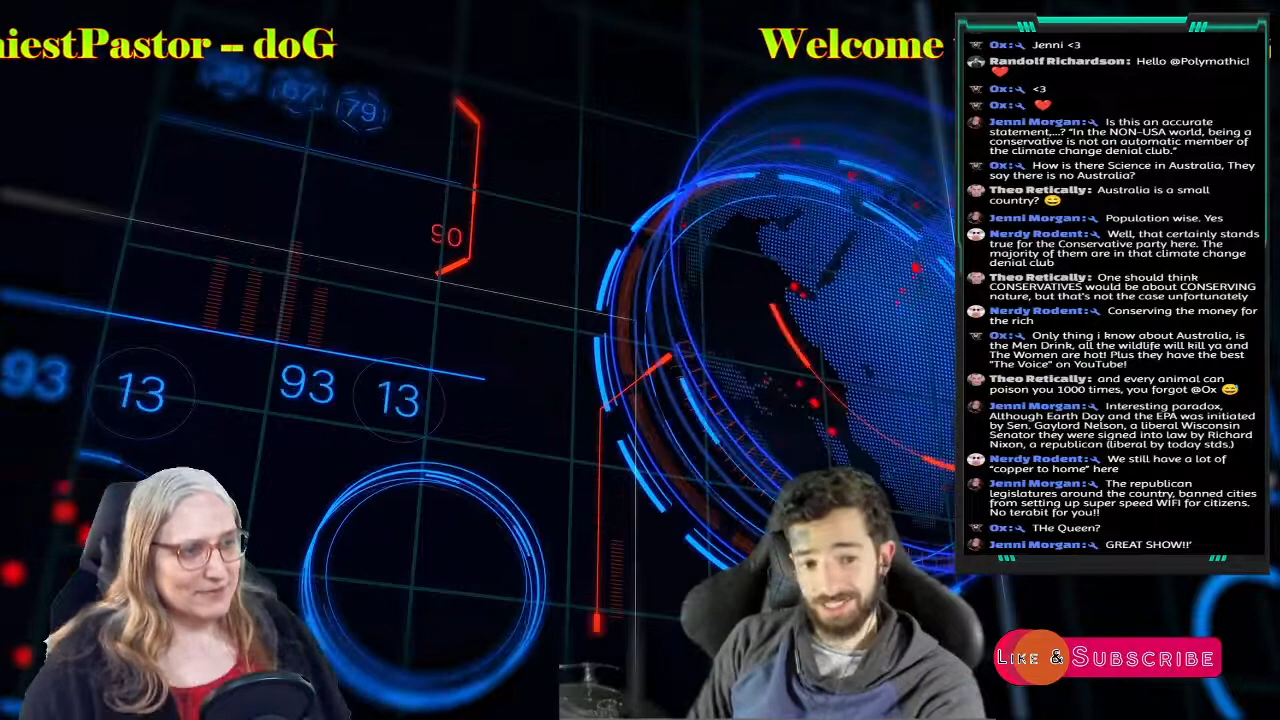 niestPastor -- doG
Welcome
67
79
90
93
13
93
13
Ox: Jenni <3
Randolf Richardson: Hello @Polymathic!
❤️
Ox: <3
Ox: ❤️
Jenni Morgan: Is this an accurate
statement,...? "In the NON-USA world, being a
conservative is not an automatic member of
the climate change denial club."
Ox: How is there Science in Australia, They
say there is no Australia?
Theo Retically: Australia is a small
country? 😄
Jenni Morgan: Population wise. Yes
Nerdy Rodent: Well, that certainly stands
true for the Conservative party here. The
majority of them are in that climate change
denial club
Theo Retically: One should think
CONSERVATIVES would be about CONSERVING
nature, but that's not the case unfortunately
Nerdy Rodent: Conserving the money for
the rich
Ox: Only thing i know about Australia, is
the Men Drink, all the wildlife will kill ya and
The Women are hot! Plus they have the best
"The Voice" on YouTube!
Theo Retically: and every animal can
poison you 1000 times, you forgot @Ox 😅
Jenni Morgan: Interesting paradox,
Although Earth Day and the EPA was initiated
by Sen. Gaylord Nelson, a liberal Wisconsin
Senator they were signed into law by Richard
Nixon, a republican (liberal by today stds.)
Nerdy Rodent: We still have a lot of
"copper to home" here
Jenni Morgan: The republican
legislatures around the country, banned cities
from setting up super speed WIFI for citizens.
No terabit for you!!
Ox: THe Queen?
Jenni Morgan: GREAT SHOW!!'
LIKE & SUBSCRIBE